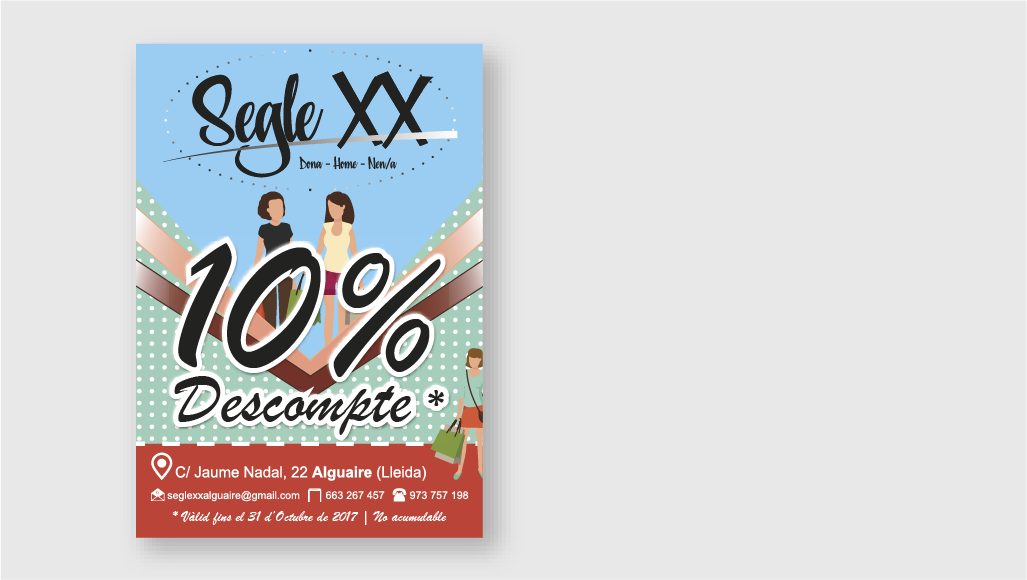 Segle XX
Dona - Home - Nen/a
10%
Descompte *
C/ Jaume Nadal, 22 Alguaire (Lleida)
seglexxalguaire@gmail.com 663 267 457 973 757 198
* Vàlid fins el 31 d'Octubre de 2017 | No acumulable